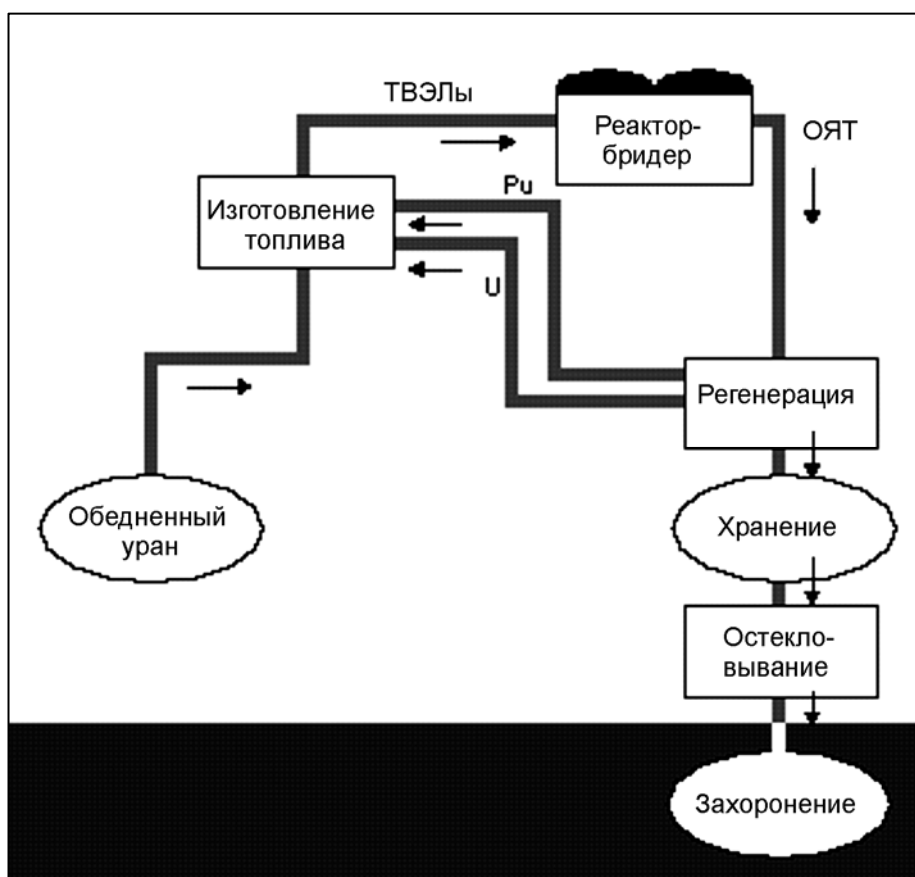 ТВЭЛы
Реактор-
бридер
ОЯТ
Изготовление
топлива
Pu
U
Регенерация
Обедненный
уран
Хранение
Остекло-
вывание
Захоронение